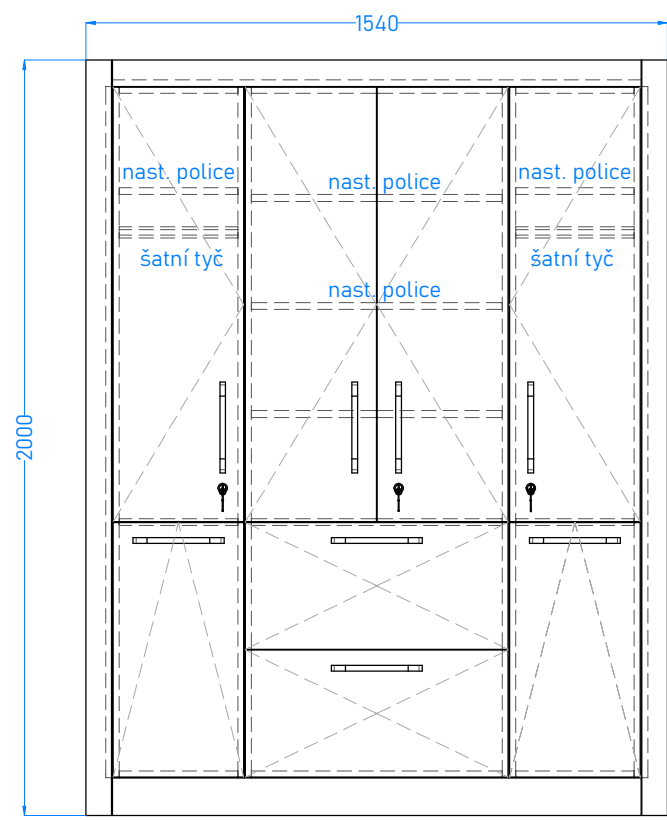 1540
nast. police
nast. police
nast. police
šatní tyč
šatní tyč
nast. police
2000